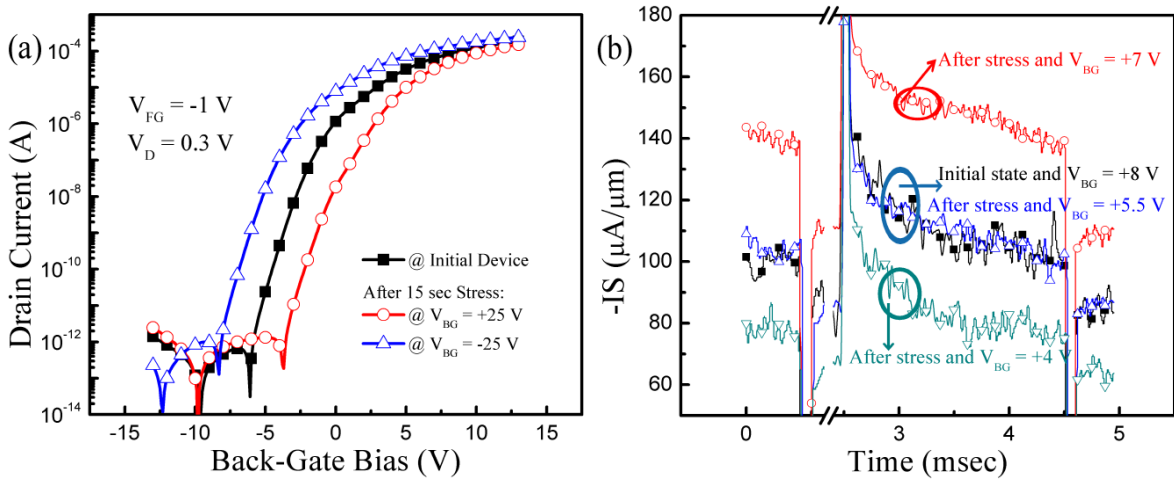 (a)
V_FG = -1 V
V_D = 0.3 V
@ Initial Device
After 15 sec Stress:
@ V_BG = +25 V
@ V_BG = -25 V
Drain Current (A)
10^-4
10^-6
10^-8
10^-10
10^-12
10^-14
-15 -10 -5 0 5 10 15
Back-Gate Bias (V)
(b)
After stress and V_BG = +7 V
Initial state and V_BG = +8 V
After stress and V_BG = +5.5 V
After stress and V_BG = +4 V
-IS (μA/μm)
180
160
140
120
100
80
60
0 3 4 5
Time (msec)